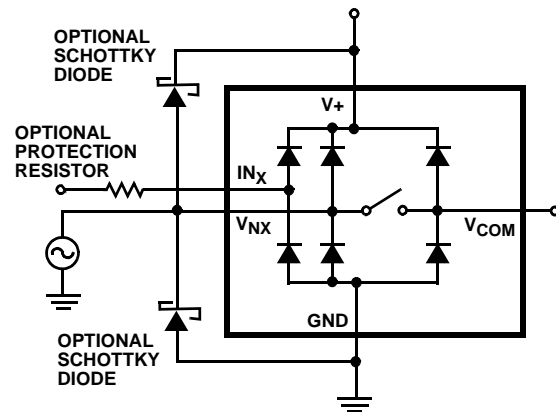 OPTIONAL
SCHOTTKY
DIODE
V+
OPTIONAL
PROTECTION
RESISTOR
INX
VNX
VCOM
GND
OPTIONAL
SCHOTTKY
DIODE